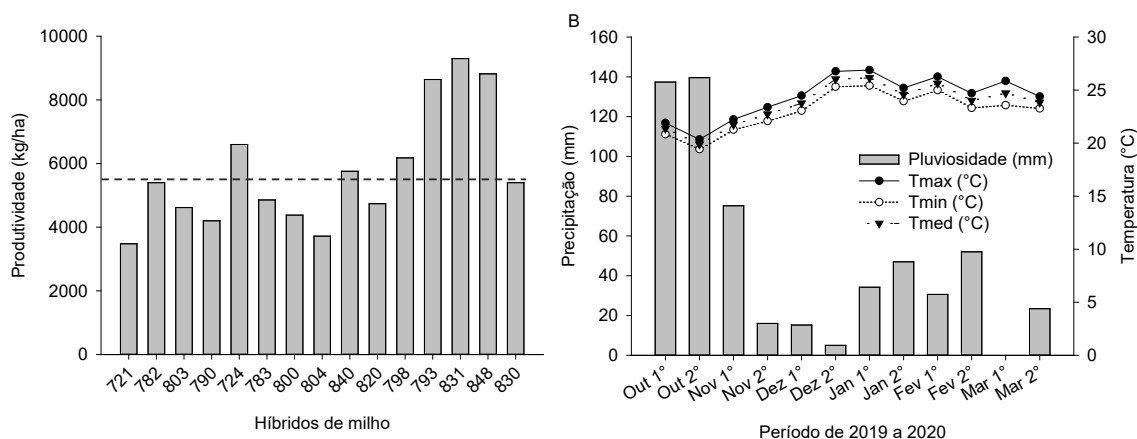 10000
8000
6000
4000
2000
0
Produtividade (kg/ha)
721
782
803
790
724
783
800
804
840
820
798
793
831
848
830
Híbridos de milho
B
160
140
120
100
80
60
40
20
0
Precipitação (mm)
Pluviosidade (mm)
Tmax (°C)
Tmin (°C)
Tmed (°C)
30
25
20
15
10
5
0
Temperatura (°C)
Out 1°
Out 2°
Nov 1°
Nov 2°
Dez 1°
Dez 2°
Jan 1°
Jan 2°
Fev 1°
Fev 2°
Mar 1°
Mar 2°
Período de 2019 a 2020